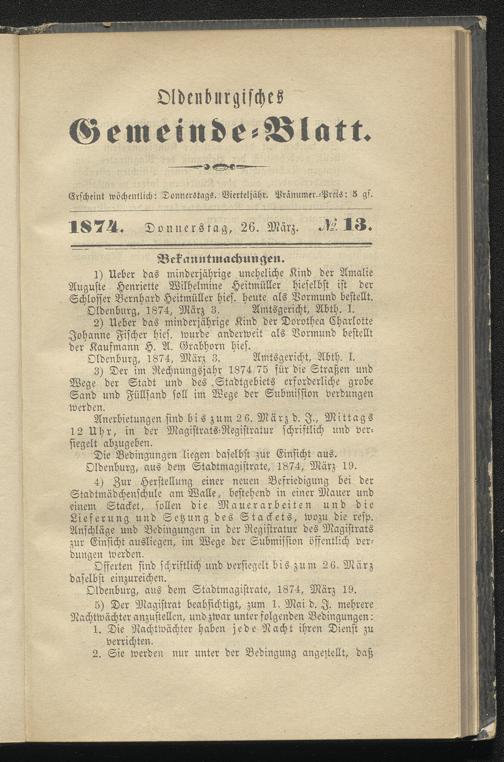 Oldenburgisches
Gemeinde-Blatt.
Erscheint wöchentlich: Donnerstags. Vierteljähr. Pränumer.-Preis: 5 gs.
1874. Donnerstag, 26. März. № 13.
Bekanntmachungen.
1) Ueber das minderjährige uneheliche Kind der Amalie
Auguste Henriette Wilhelmine Heitmüller hieselbst ist der
Schlosser Bernhard Heitmüller hies. heute als Vormund bestellt.
Oldenburg, 1874, März 3. Amtsgericht, Abth. I.
2) Ueber das minderjährige Kind der Dorothea Charlotte
Johanne Fischer hies. wurde anderweit als Vormund bestellt
der Kaufmann H. A. Grabhorn hies.
Oldenburg, 1874, März 3. Amtsgericht, Abth. I.
3) Der im Rechnungsjahr 1874/75 für die Straßen und
Wege der Stadt und des Stadtgebiets erforderliche grobe
Sand und Füllsand soll im Wege der Submission verdungen
werden.
Anerbietungen sind bis zum 26. März d. J., Mittags
12 Uhr, in der Magistrats-Registratur schriftlich und ver-
siegelt abzugeben.
Die Bedingungen liegen daselbst zur Einsicht aus.
Oldenburg, aus dem Stadtmagistrate, 1874, März 19.
4) Zur Herstellung einer neuen Befriedigung bei der
Stadtmädchenschule am Walle, bestehend in einer Mauer und
einem Stacket, sollen die Mauerarbeiten und die
Lieferung und Setzung des Stackets, wozu die resp.
Anschläge und Bedingungen in der Registratur des Magistrats
zur Einsicht ausliegen, im Wege der Submission öffentlich ver-
dungen werden.
Offerten sind schriftlich und versiegelt bis zum 26. März
daselbst einzureichen.
Oldenburg, aus dem Stadtmagistrate, 1874, März 19.
5) Der Magistrat beabsichtigt, zum 1. Mai d. J. mehrere
Nachtwächter anzustellen, und zwar unter folgenden Bedingungen:
1. Die Nachtwächter haben jede Nacht ihren Dienst zu
verrichten.
2. Sie werden nur unter der Bedingung angestellt, daß